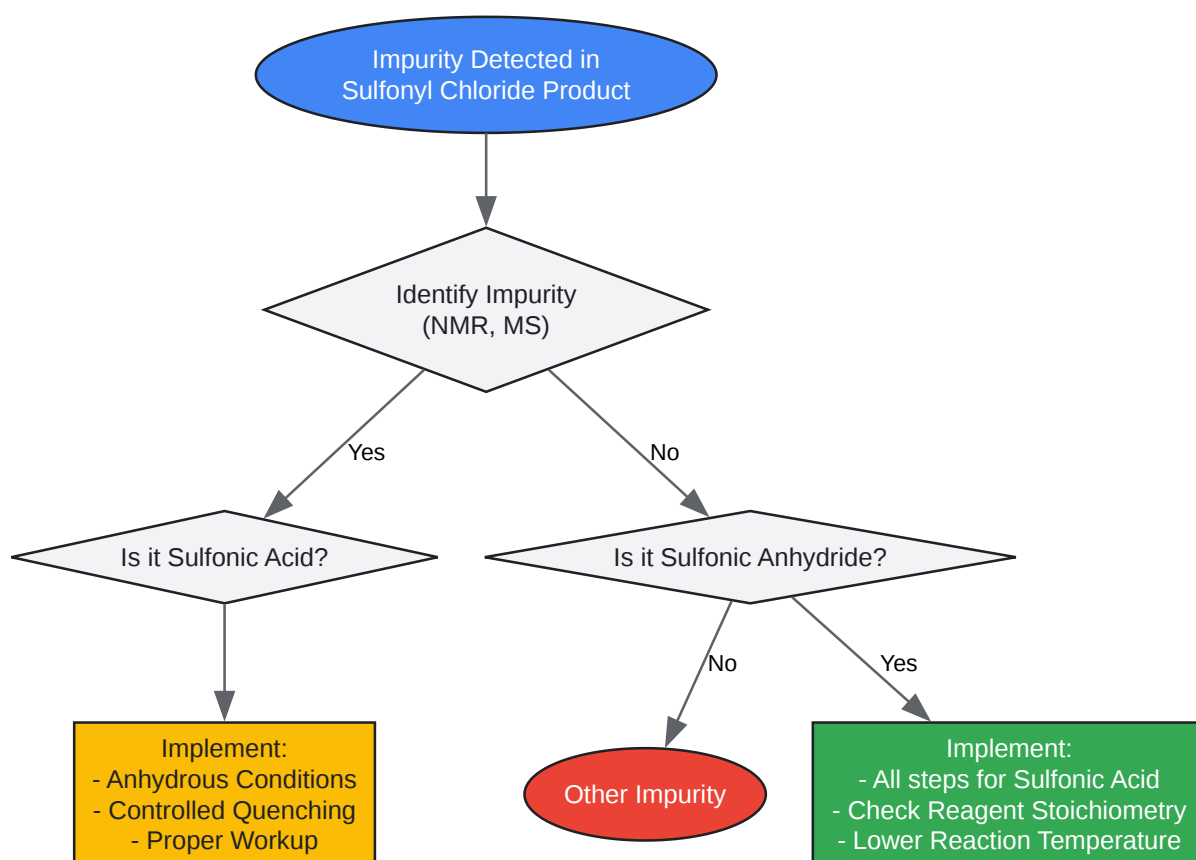 Impurity Detected in
Sulfonyl Chloride Product
Identify Impurity
(NMR, MS)
Yes
No
Is it Sulfonic Acid?
Is it Sulfonic Anhydride?
No
Yes
Implement:
- Anhydrous Conditions
- Controlled Quenching
- Proper Workup
Other Impurity
Implement:
- All steps for Sulfonic Acid
- Check Reagent Stoichiometry
- Lower Reaction Temperature